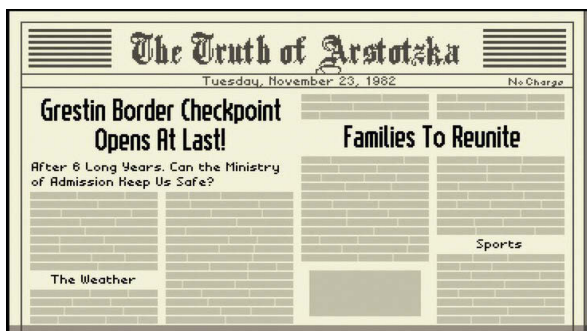 The Truth of Arstotzka
Tuesday, November 23, 1982
No Charge
Grestin Border Checkpoint
Opens At Last!
After 6 Long Years. Can the Ministry
of Admission Keep Us Safe?
The Weather
Families To Reunite
Sports